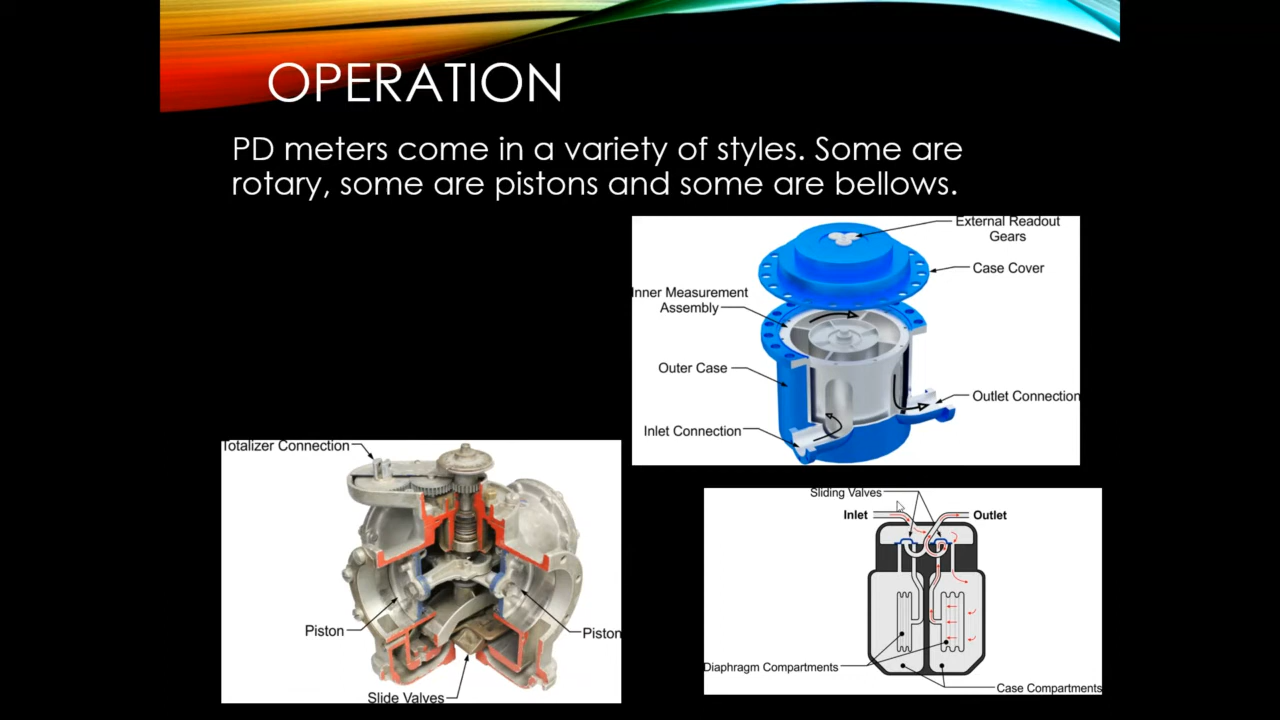 OPERATION
PD meters come in a variety of styles. Some are
rotary, some are pistons and some are bellows.
External Readout
Gears
Case Cover
Inner Measurement
Assembly
Outer Case
Outlet Connection
Inlet Connection
Totalizer Connection
Piston
Piston
Slide Valves
Sliding Valves
Inlet
Outlet
Diaphragm Compartments
Case Compartments